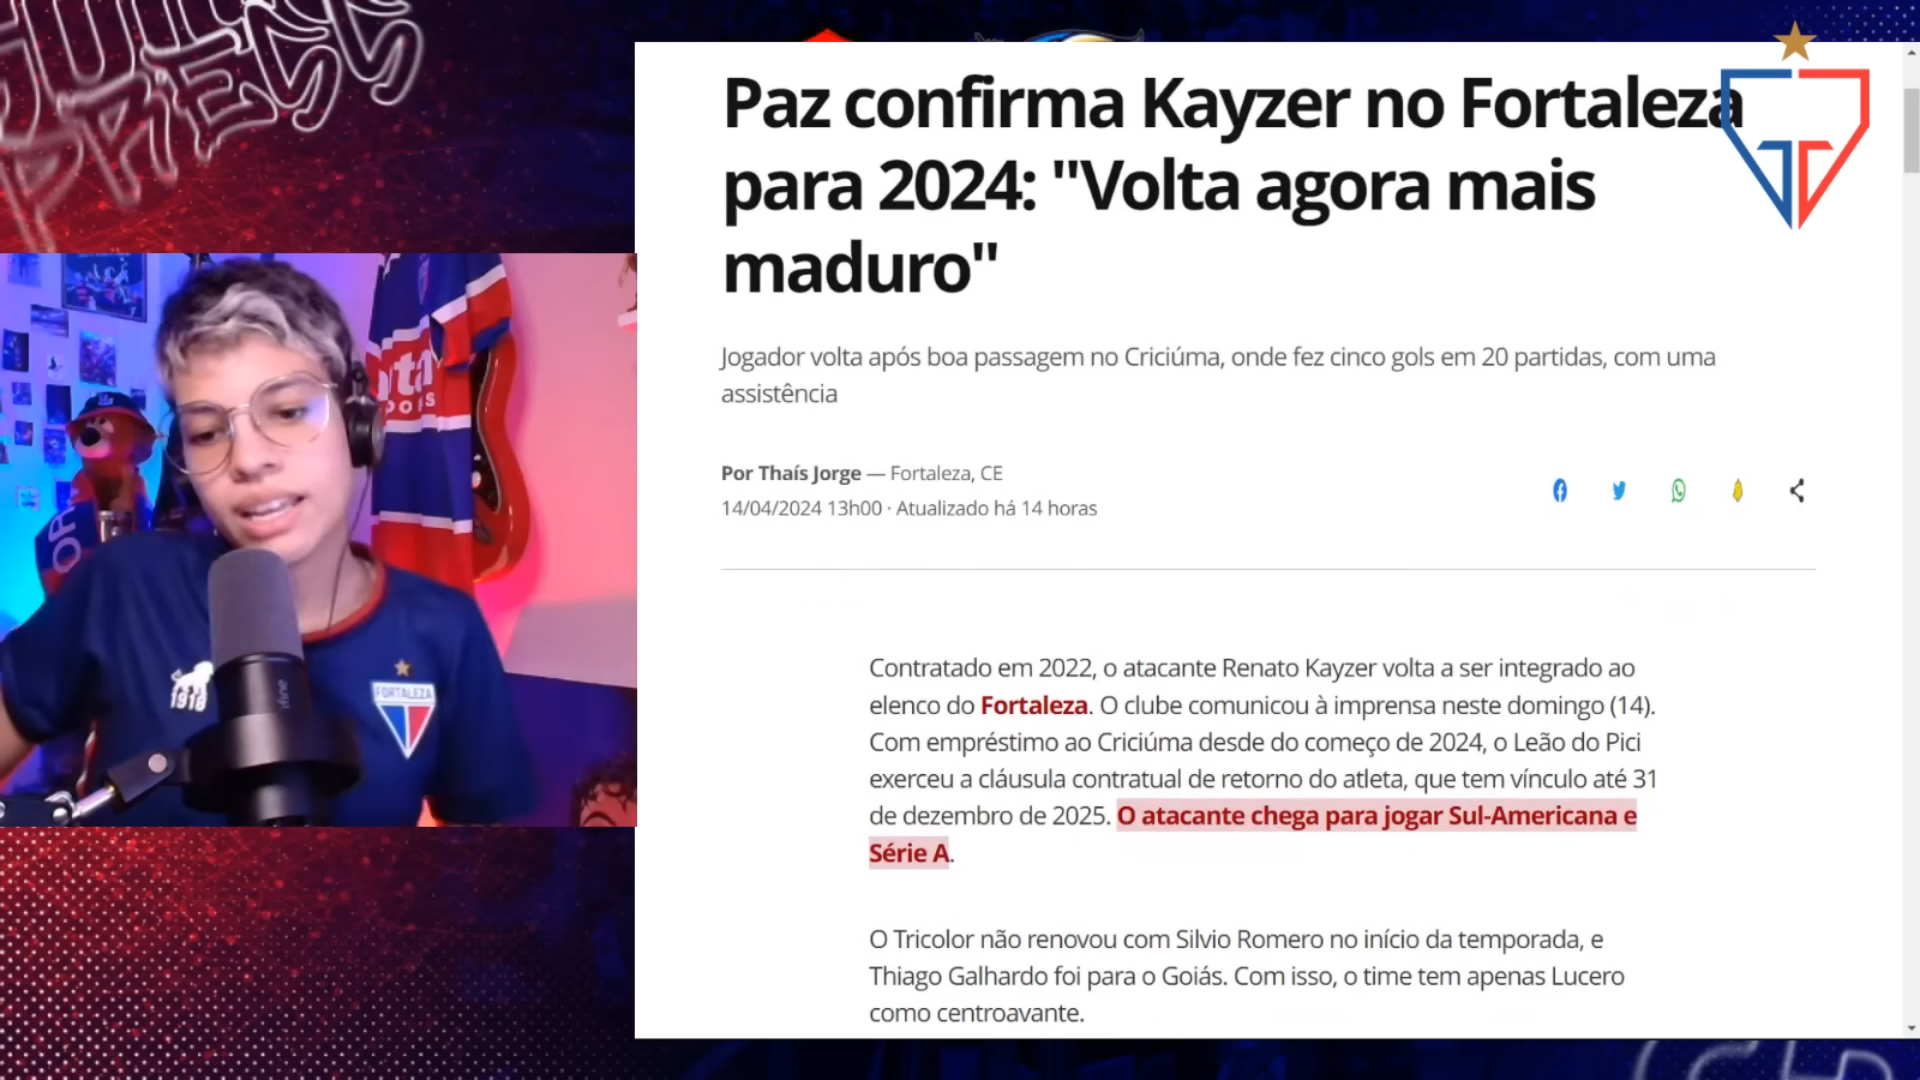 PRESS
Paz confirma Kayzer no Fortaleza
para 2024: "Volta agora mais
maduro"
Jogador volta após boa passagem no Criciúma, onde fez cinco gols em 20 partidas, com uma
assistência
Por Thaís Jorge — Fortaleza, CE
14/04/2024 13h00 · Atualizado há 14 horas
Contratado em 2022, o atacante Renato Kayzer volta a ser integrado ao
elenco do Fortaleza. O clube comunicou à imprensa neste domingo (14).
Com empréstimo ao Criciúma desde do começo de 2024, o Leão do Pici
exerceu a cláusula contratual de retorno do atleta, que tem vínculo até 31
de dezembro de 2025. O atacante chega para jogar Sul-Americana e
Série A.
O Tricolor não renovou com Silvio Romero no início da temporada, e
Thiago Galhardo foi para o Goiás. Com isso, o time tem apenas Lucero
como centroavante.
1918
FORTALEZA
fifine